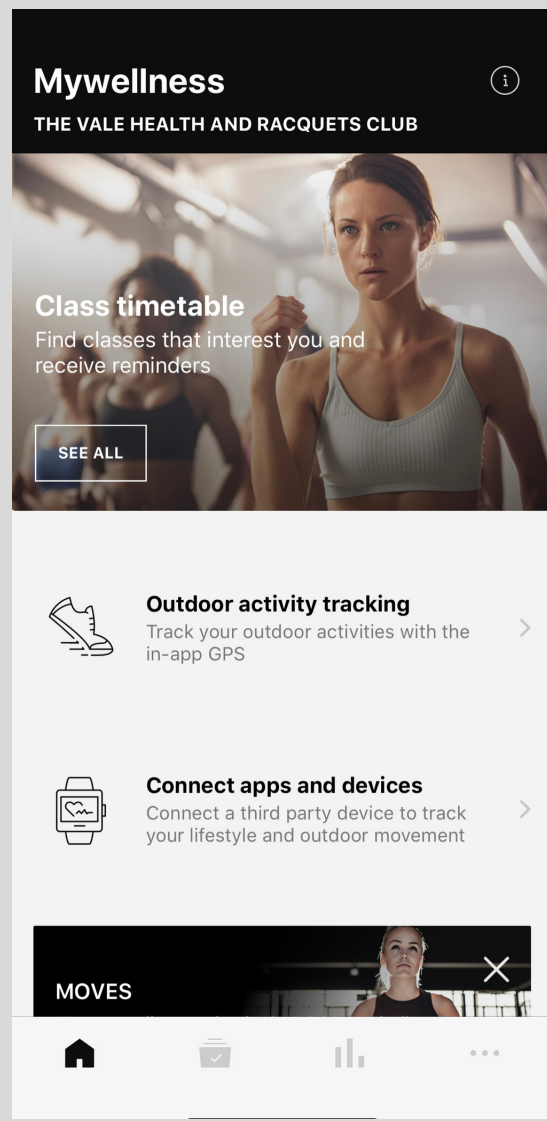 Mywellness
THE VALE HEALTH AND RACQUETS CLUB
Class timetable
Find classes that interest you and
receive reminders
SEE ALL
Outdoor activity tracking
Track your outdoor activities with the
in-app GPS
Connect apps and devices
Connect a third party device to track
your lifestyle and outdoor movement
MOVES